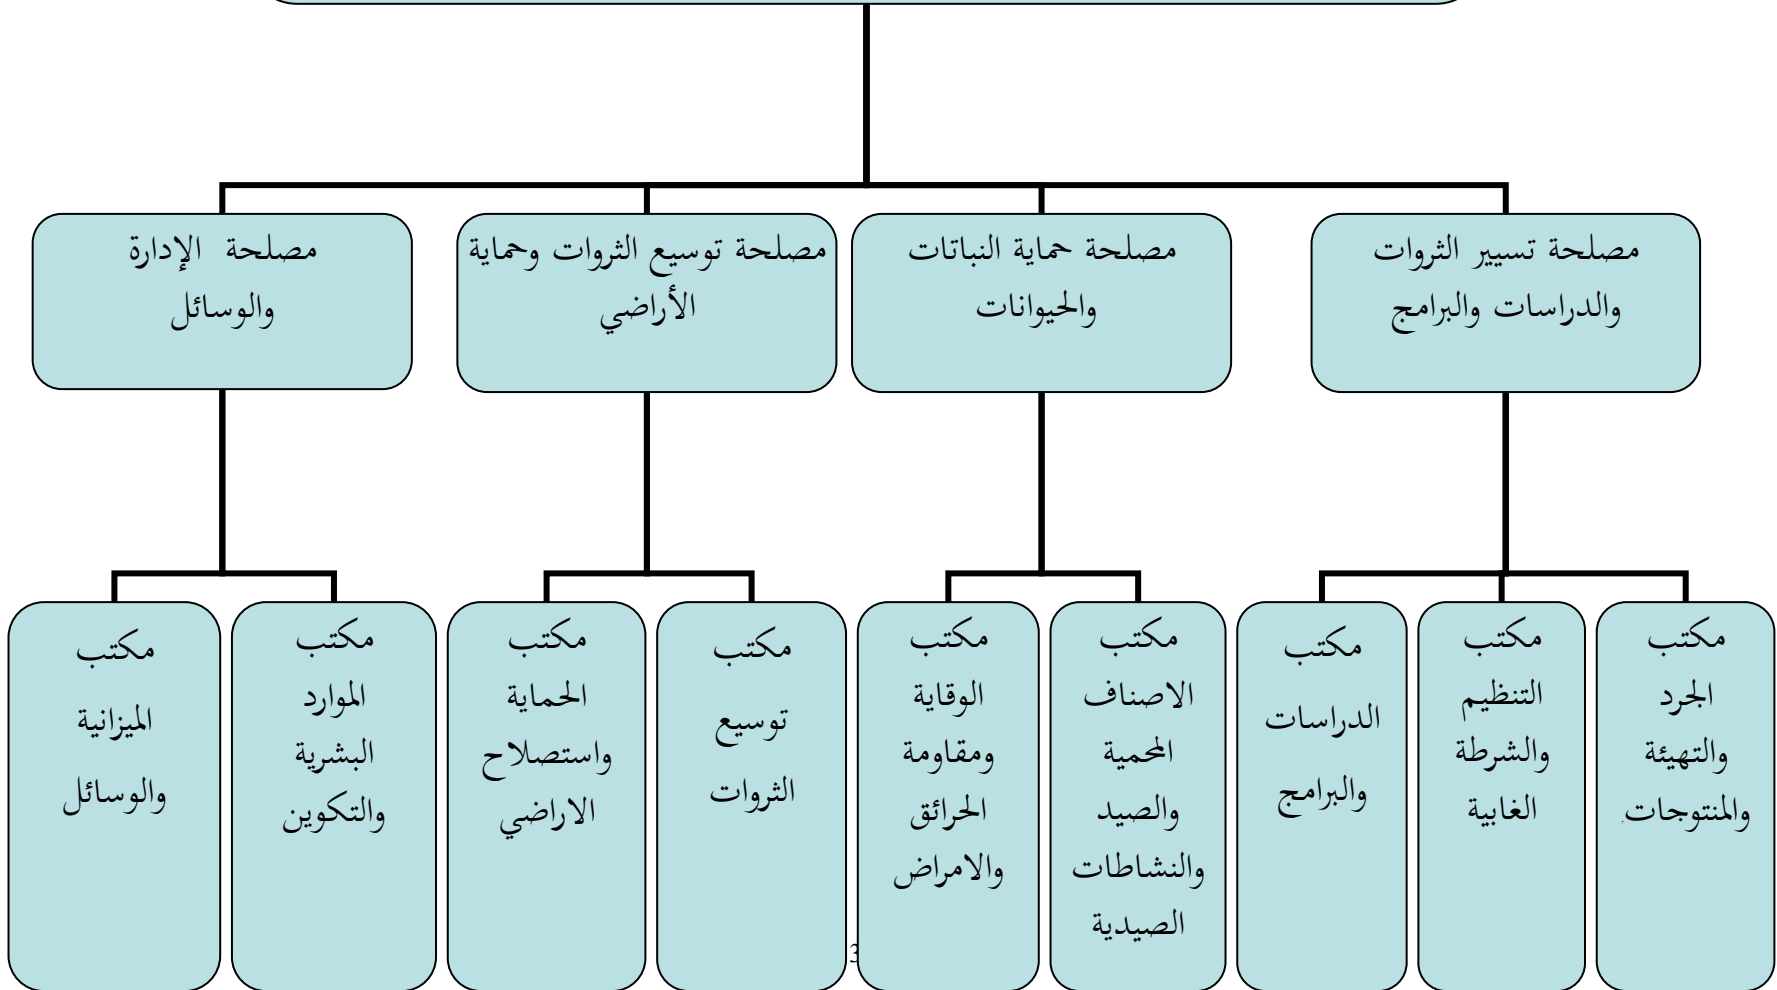 مصلحة تسيير الثروات
والدراسات والبرامج
مصلحة حماية النباتات
والحيوانات
مصلحة توسيع الثروات وحماية
الأراضي
مصلحة الإدارة
والوسائل
مكتب
الجرد
والتهيئة
والمنتوجات
مكتب
التنظيم
والشرطة
الغابية
مكتب
الدراسات
والبرامج
مكتب
الاصناف
المحمية
والصيد
والنشاطات
الصيدية
مكتب
الوقاية
ومقاومة
الحرائق
والامراض
مكتب
توسيع
الثروات
مكتب
الحماية
واستصلاح
الاراضي
مكتب
الموارد
البشرية
والتكوين
مكتب
الميزانية
والوسائل
3